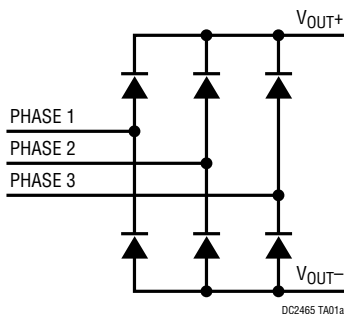 VOUT+
PHASE 1
PHASE 2
PHASE 3
VOUT–
DC2465 TA01a